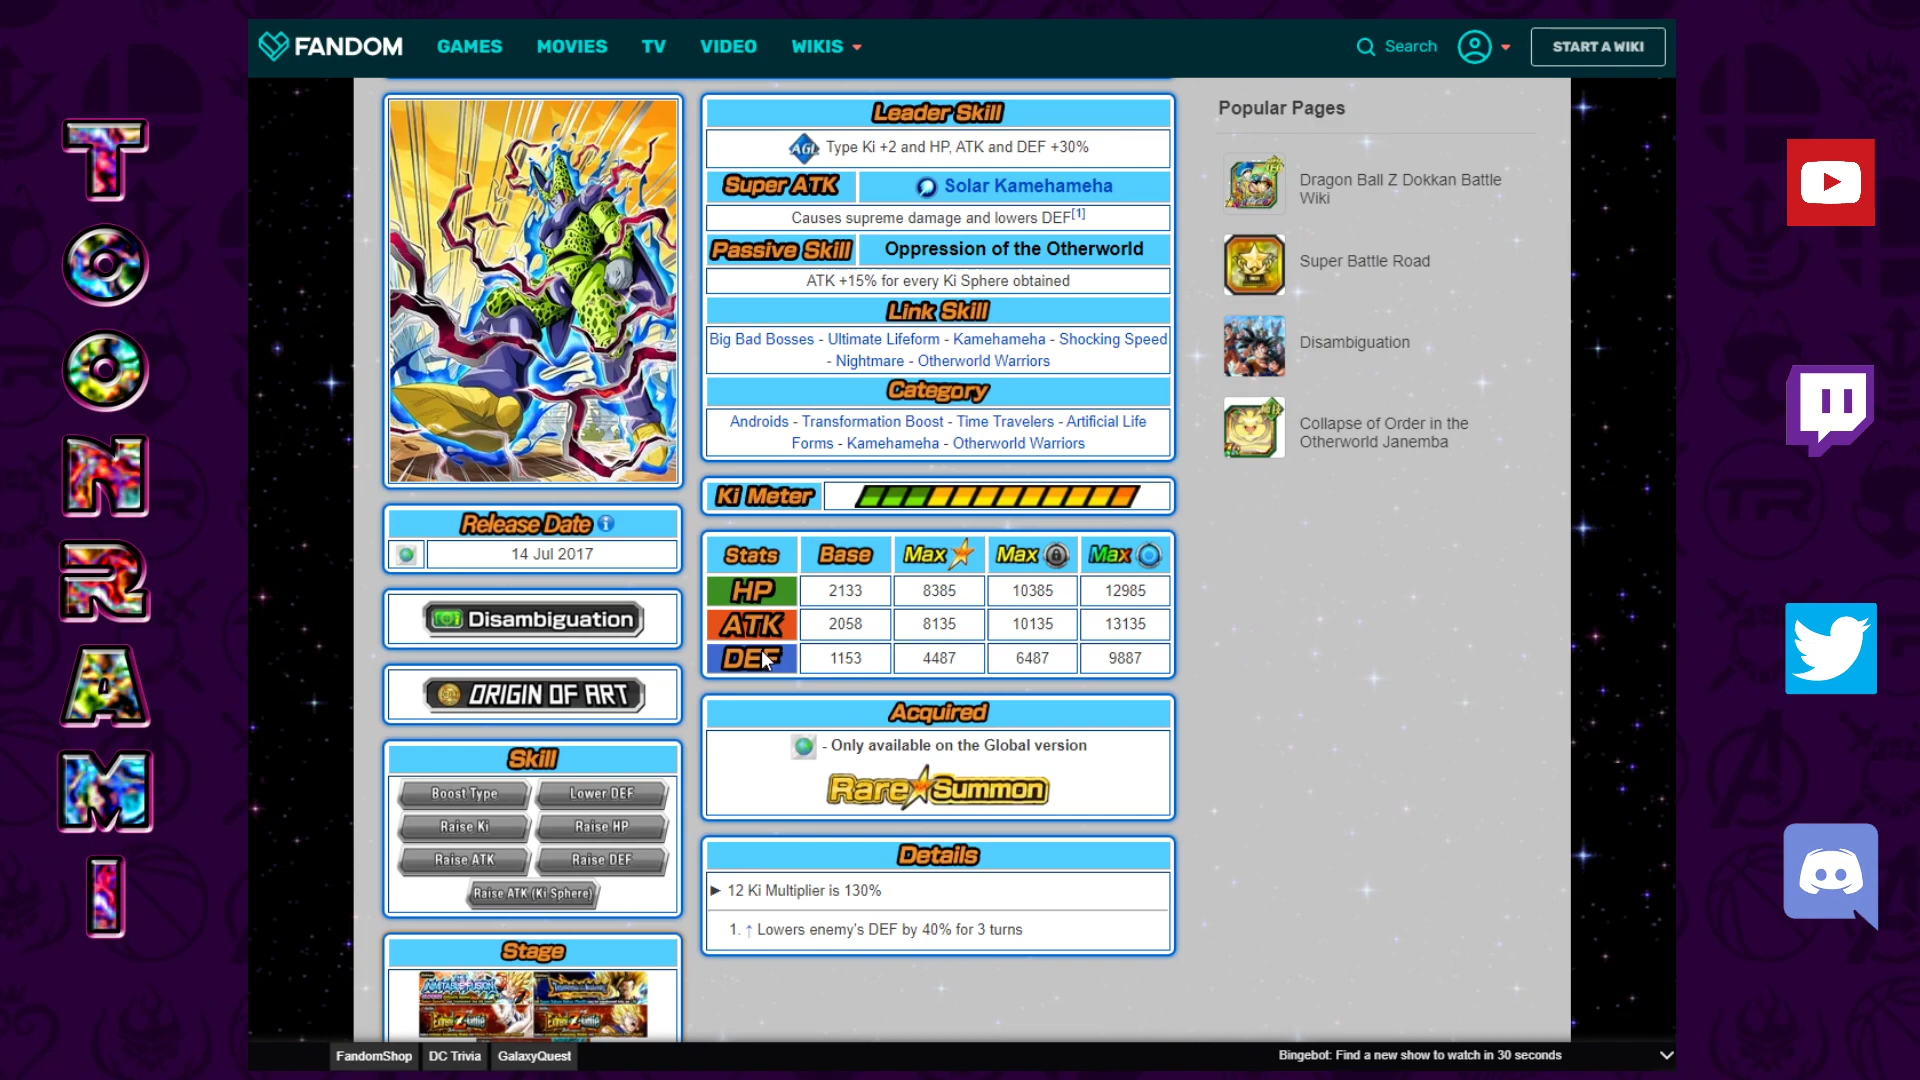 FANDOM
GAMES
MOVIES
TV
VIDEO
WIKIS
Search
START A WIKI
TOONRAMI
Leader Skill
AGL Type Ki +2 and HP, ATK and DEF +30%
Super ATK
Solar Kamehameha
Causes supreme damage and lowers DEF[1]
Passive Skill
Oppression of the Otherworld
ATK +15% for every Ki Sphere obtained
Link Skill
Big Bad Bosses - Ultimate Lifeform - Kamehameha - Shocking Speed
- Nightmare - Otherworld Warriors
Category
Androids - Transformation Boost - Time Travelers - Artificial Life
Forms - Kamehameha - Otherworld Warriors
Ki Meter
Release Date
14 Jul 2017
Disambiguation
ORIGIN OF ART
Skill
Boost Type
Lower DEF
Raise Ki
Raise HP
Raise ATK
Raise DEF
Raise ATK (Ki Sphere)
Stage
Stats Base Max Max Max
HP 2133 8385 10385 12985
ATK 2058 8135 10135 13135
DEF 1153 4487 6487 9887
Acquired
- Only available on the Global version
Rare Summon
Details
► 12 Ki Multiplier is 130%
1. ↑ Lowers enemy's DEF by 40% for 3 turns
Popular Pages
Dragon Ball Z Dokkan Battle
Wiki
Super Battle Road
Disambiguation
Collapse of Order in the
Otherworld Janemba
FandomShop
DC Trivia
GalaxyQuest
Bingebot: Find a new show to watch in 30 seconds